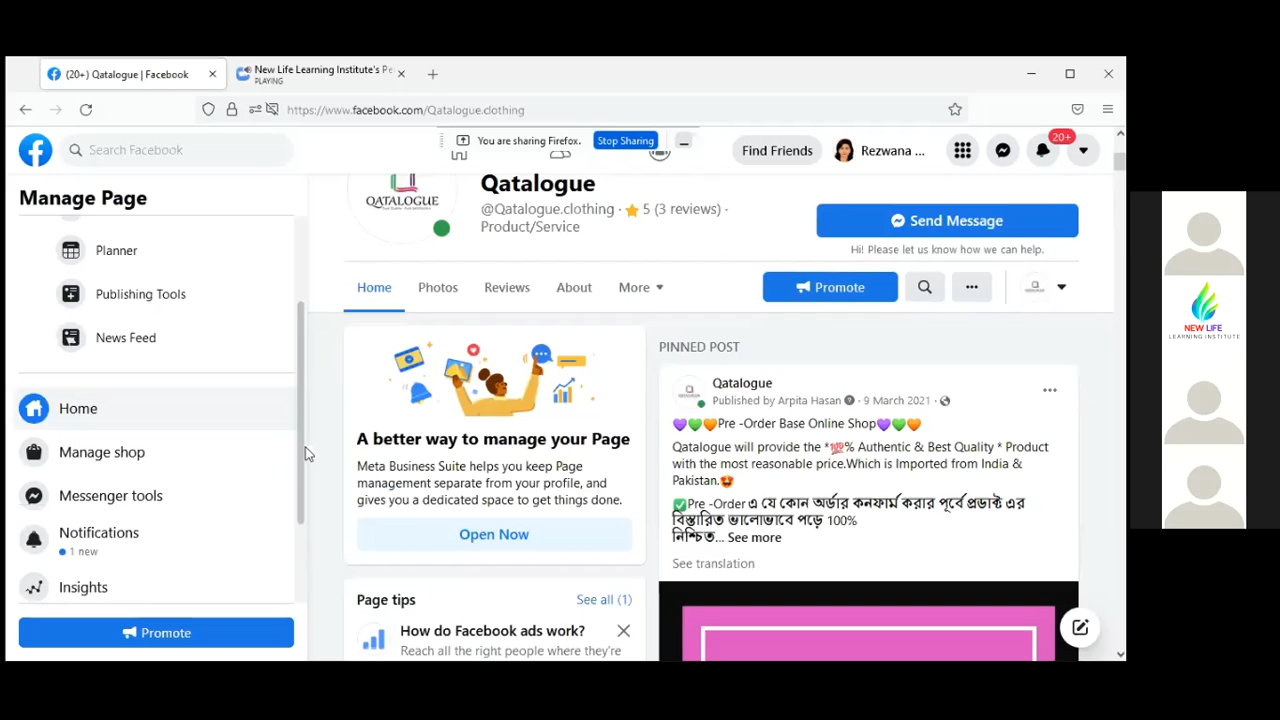 (20+) Qatalogue | Facebook
New Life Learning Institute's Pe
PLAYING
https://www.facebook.com/Qatalogue.clothing
Search Facebook
You are sharing Firefox.
Stop Sharing
Find Friends
Rezwana ...
20+
Manage Page
Planner
Publishing Tools
News Feed
Home
Manage shop
Messenger tools
Notifications
1 new
Insights
Promote
QATALOGUE
Qatalogue
@Qatalogue.clothing · 5 (3 reviews) ·
Product/Service
Send Message
Hi! Please let us know how we can help.
Home
Photos
Reviews
About
More
Promote
A better way to manage your Page
Meta Business Suite helps you keep Page
management separate from your profile, and
gives you a dedicated space to get things done.
Open Now
Page tips
See all (1)
How do Facebook ads work?
Reach all the right people where they're
PINNED POST
Qatalogue
Published by Arpita Hasan · 9 March 2021 ·
💜💚🧡Pre -Order Base Online Shop💜💚🧡
Qatalogue will provide the *💯% Authentic & Best Quality * Product
with the most reasonable price.Which is Imported from India &
Pakistan.🤩
✅Pre -Order এ যে কোন অর্ডার কনফার্ম করার পূর্বে প্রডাক্ট এর
বিস্তারিত ভালোভাবে পড়ে 100%
নিশ্চিত... See more
See translation
NEW LIFE
LEARNING INSTITUTE